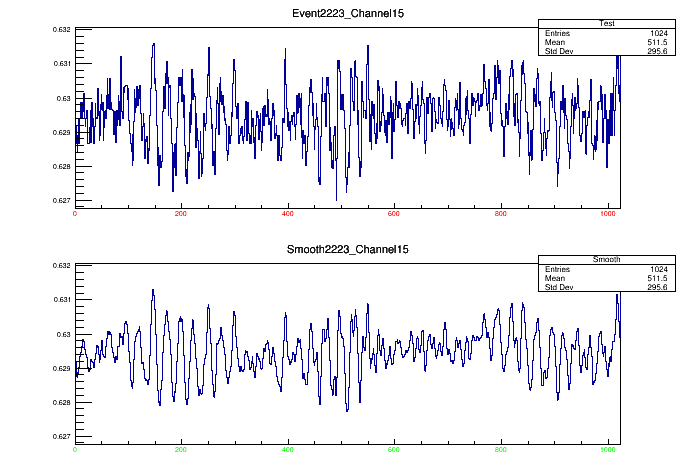 Event2223_Channel15
Test
Entries 1024
Mean 511.5
Std Dev 295.6
0.632
0.631
0.63
0.629
0.628
0.627
0 200 400 600 800 1000
Smooth2223_Channel15
Smooth
Entries 1024
Mean 511.5
Std Dev 295.6
0.632
0.631
0.63
0.629
0.628
0.627
0 200 400 600 800 1000